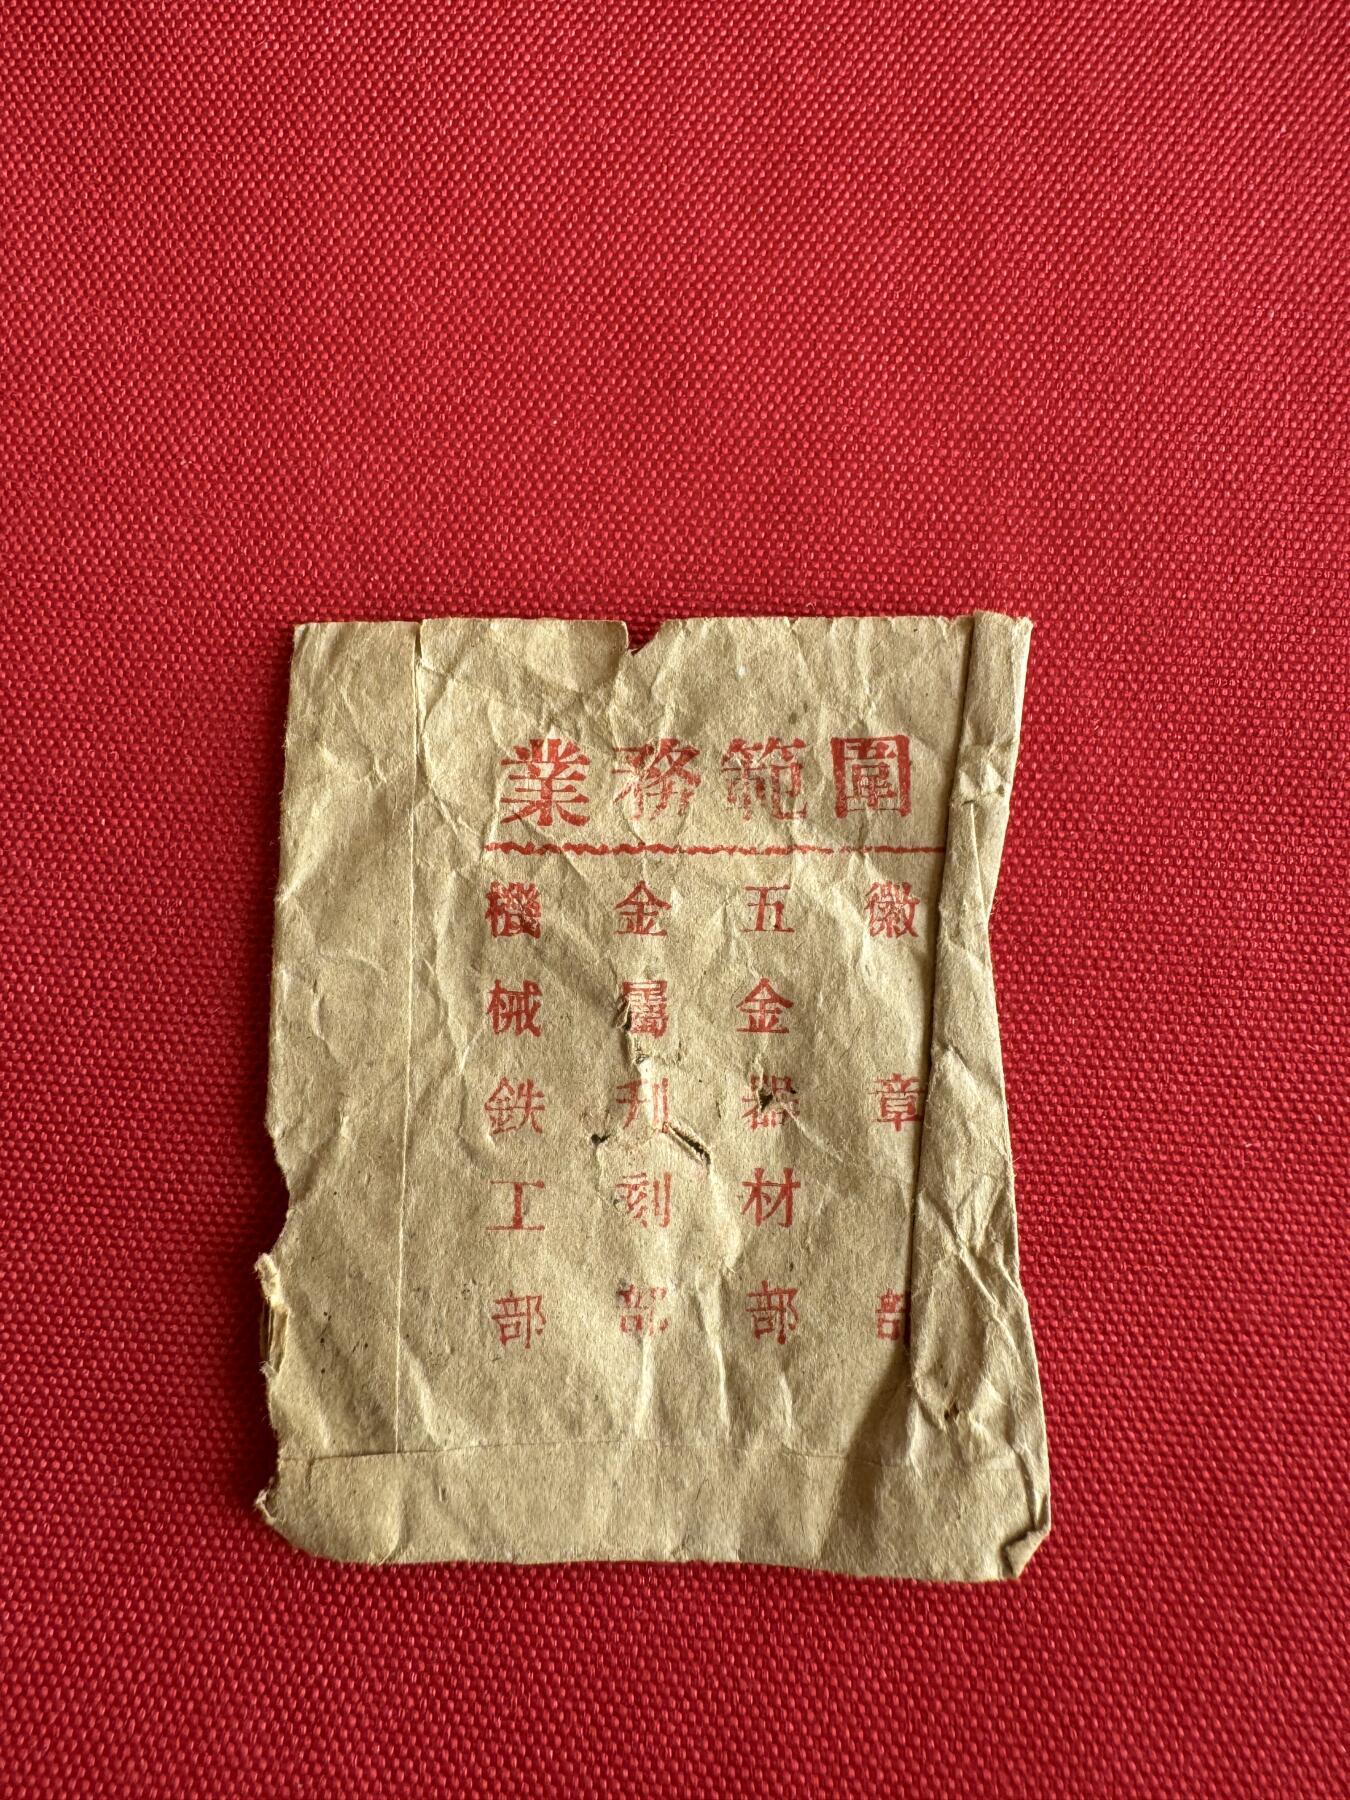 業務範圍
徽章部
五金器材部
金屬刊刻部
機械鉄工部